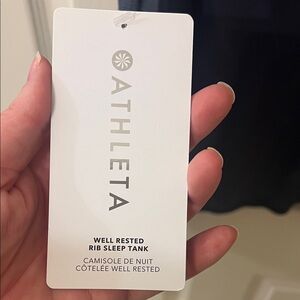 ATHLETA
WELL RESTED
RIB SLEEP TANK
CAMISOLE DE NUIT
CÔTELÉE WELL RESTED